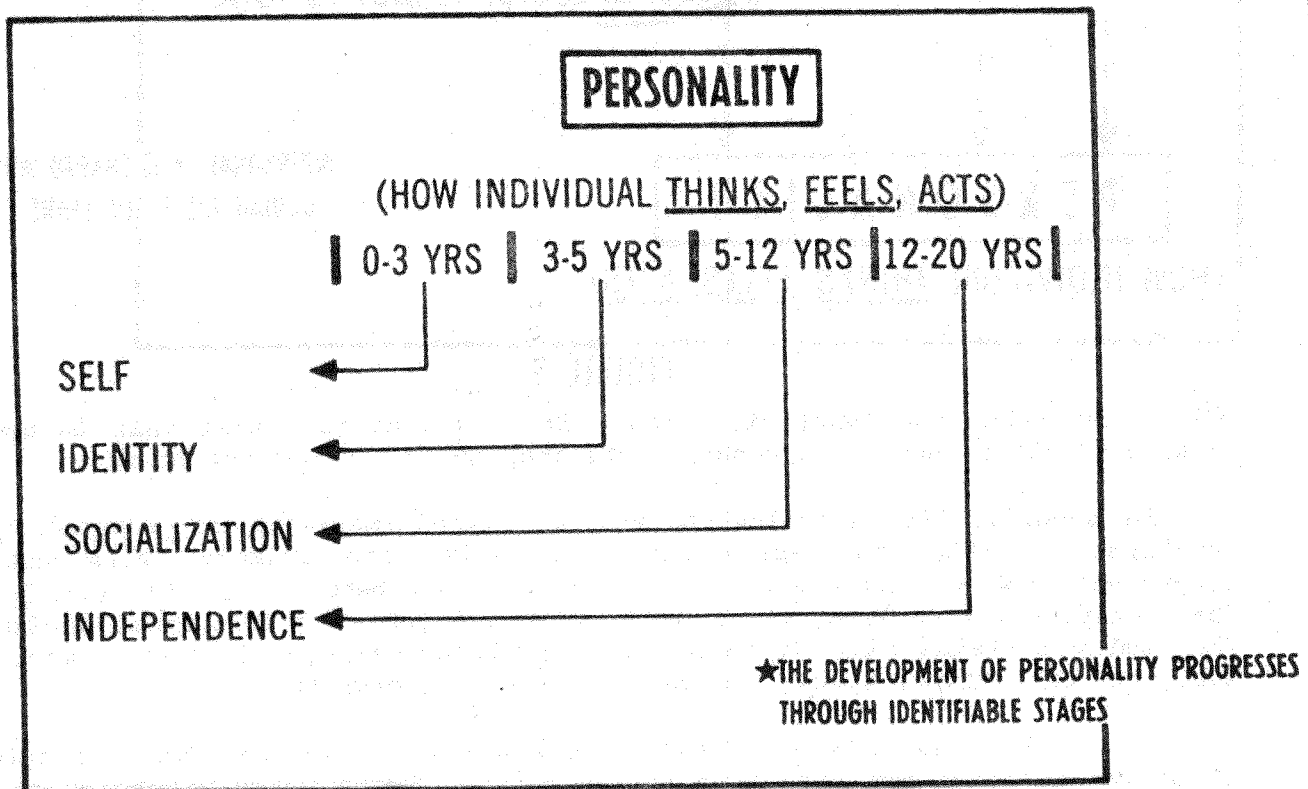 PERSONALITY
(HOW INDIVIDUAL THINKS, FEELS, ACTS)
0-3 YRS 3-5 YRS 5-12 YRS 12-20 YRS
SELF
IDENTITY
SOCIALIZATION
INDEPENDENCE
★THE DEVELOPMENT OF PERSONALITY PROGRESSES
THROUGH IDENTIFIABLE STAGES